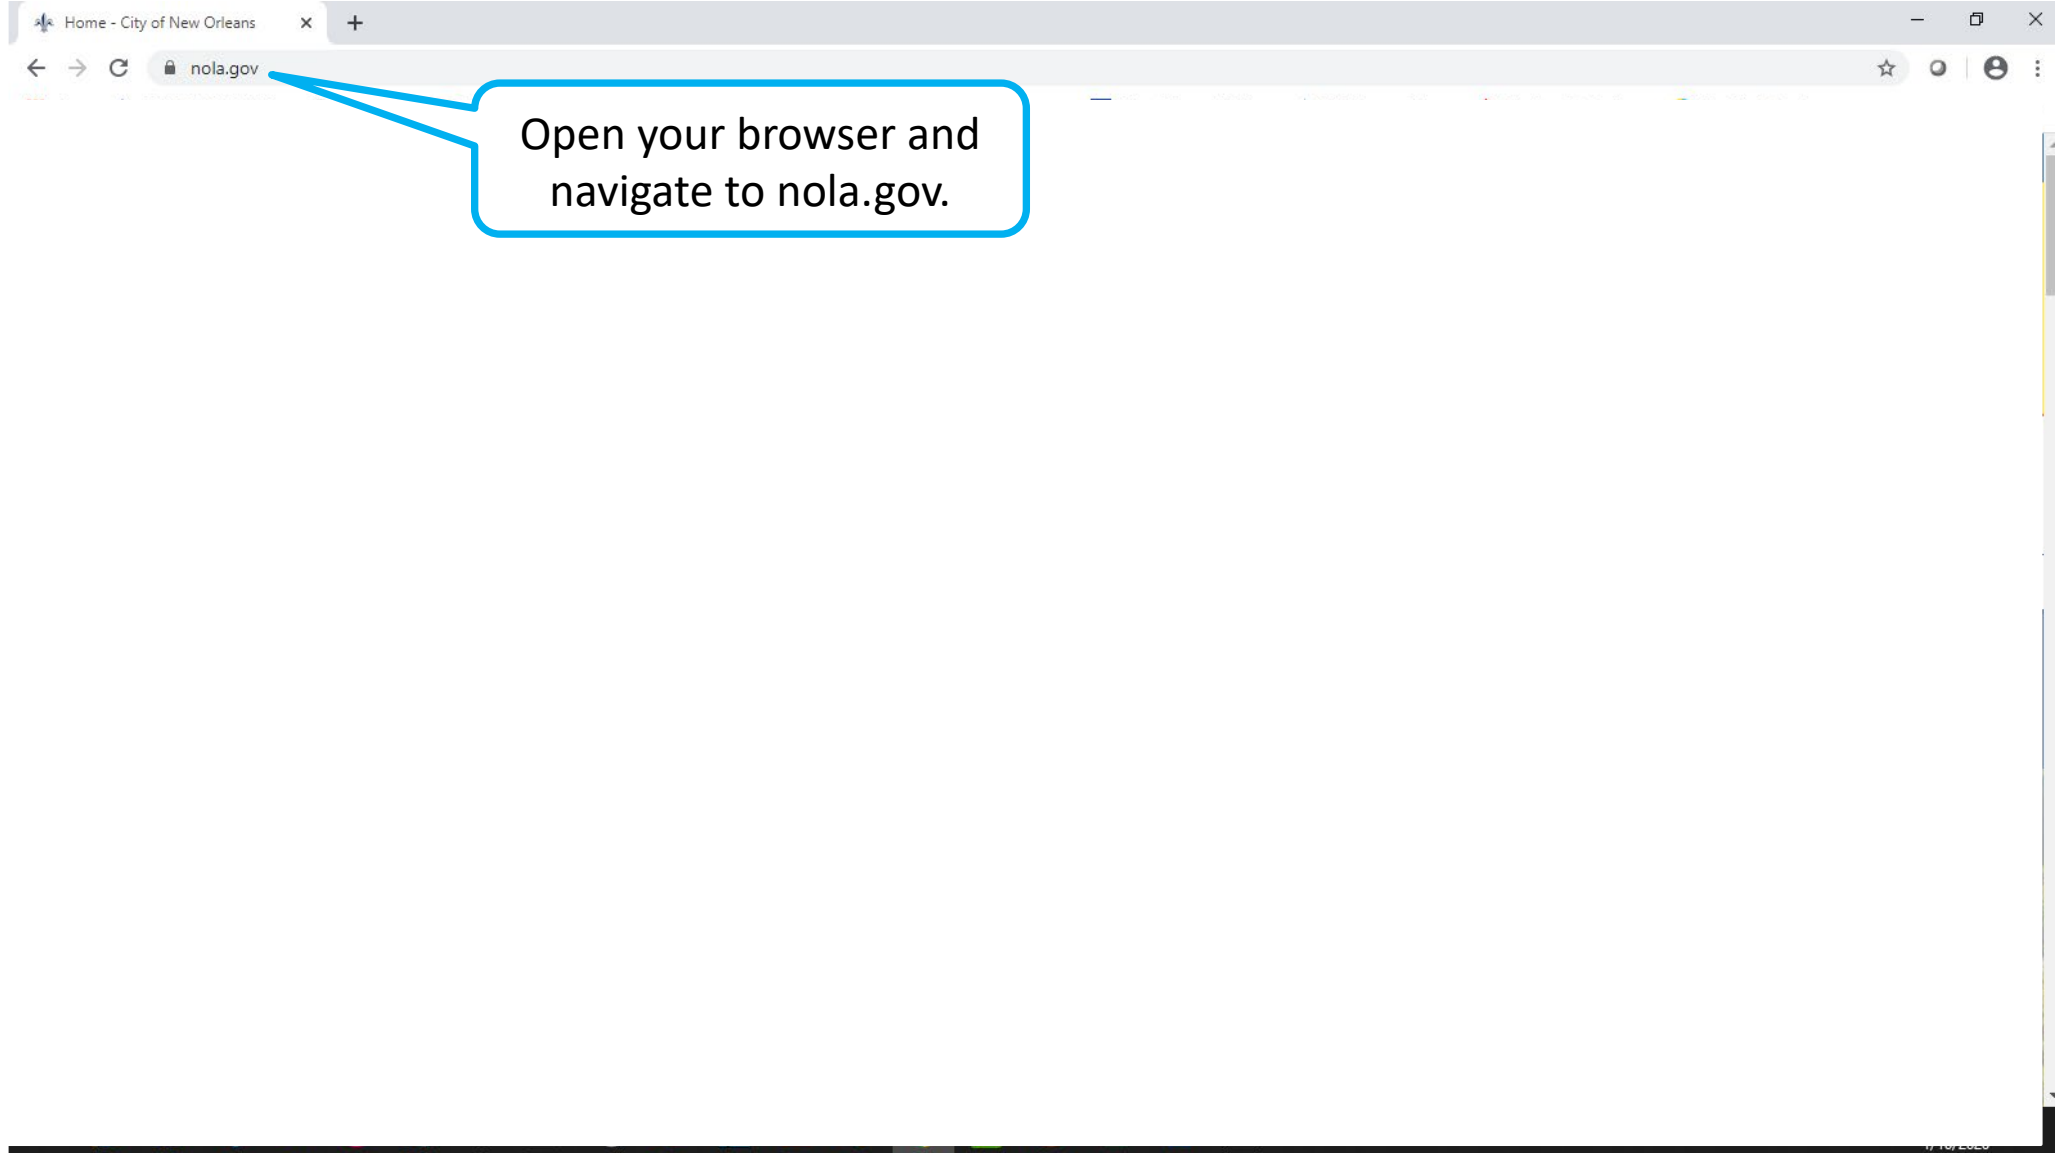 Home - City of New Orleans
nola.gov
Open your browser and
navigate to nola.gov.